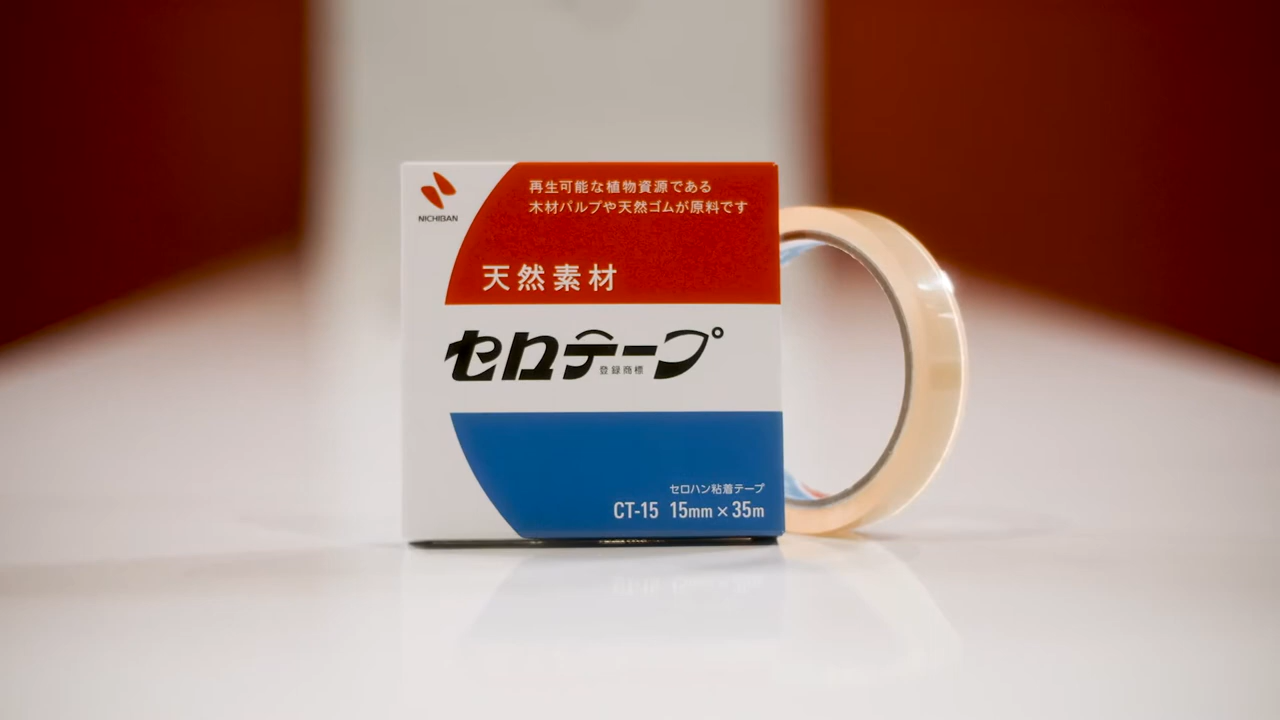 NICHIBAN
再生可能な植物資源である
木材パルプや天然ゴムが原料です
天然素材
セロテープ°
登録商標
セロハン粘着テープ
CT-15 15mm×35m